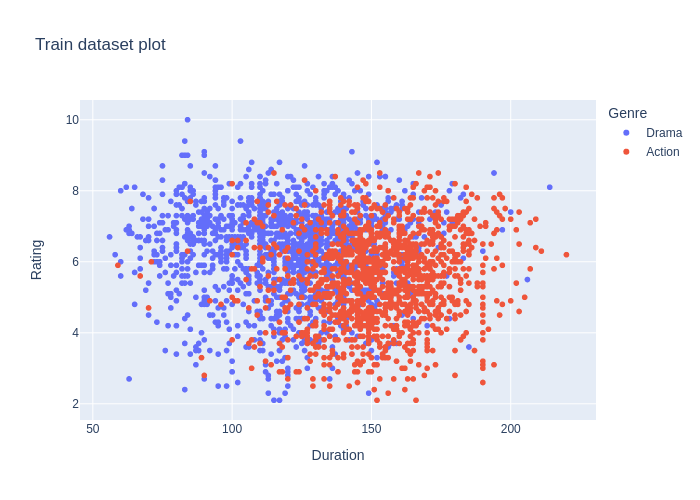 Train dataset plot
Genre
Drama
Action
10
8
6
4
2
Rating
50
100
150
200
Duration